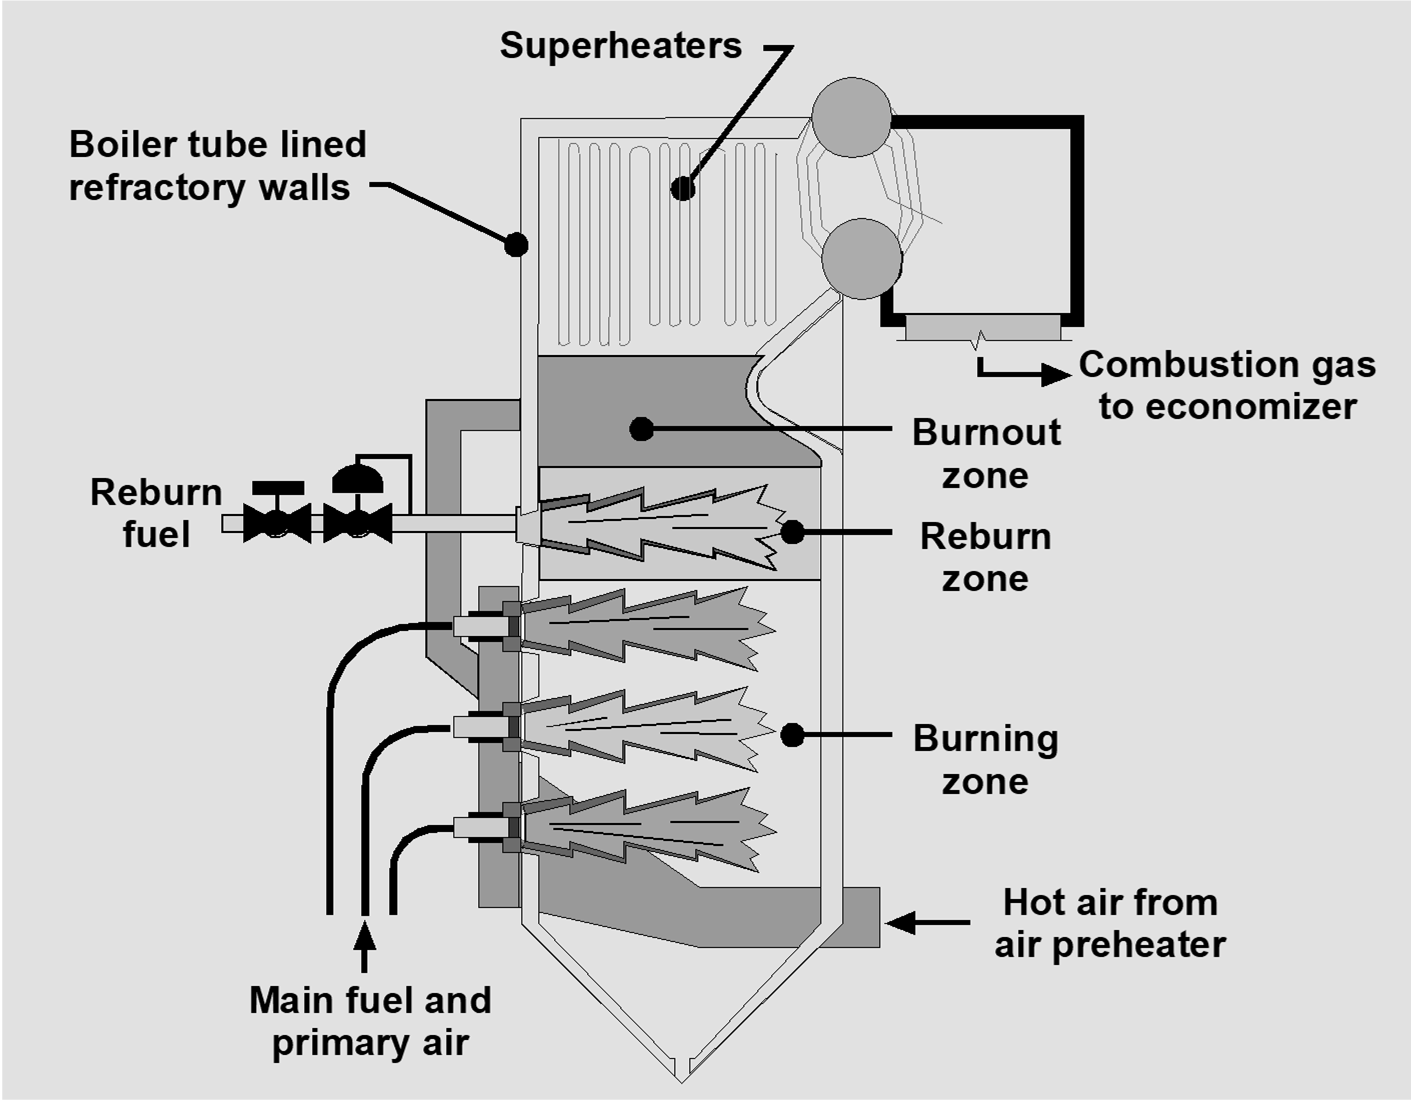 Superheaters
Boiler tube lined
refractory walls
Combustion gas
to economizer
Burnout
zone
Reburn
fuel
Reburn
zone
Burning
zone
Hot air from
air preheater
Main fuel and
primary air